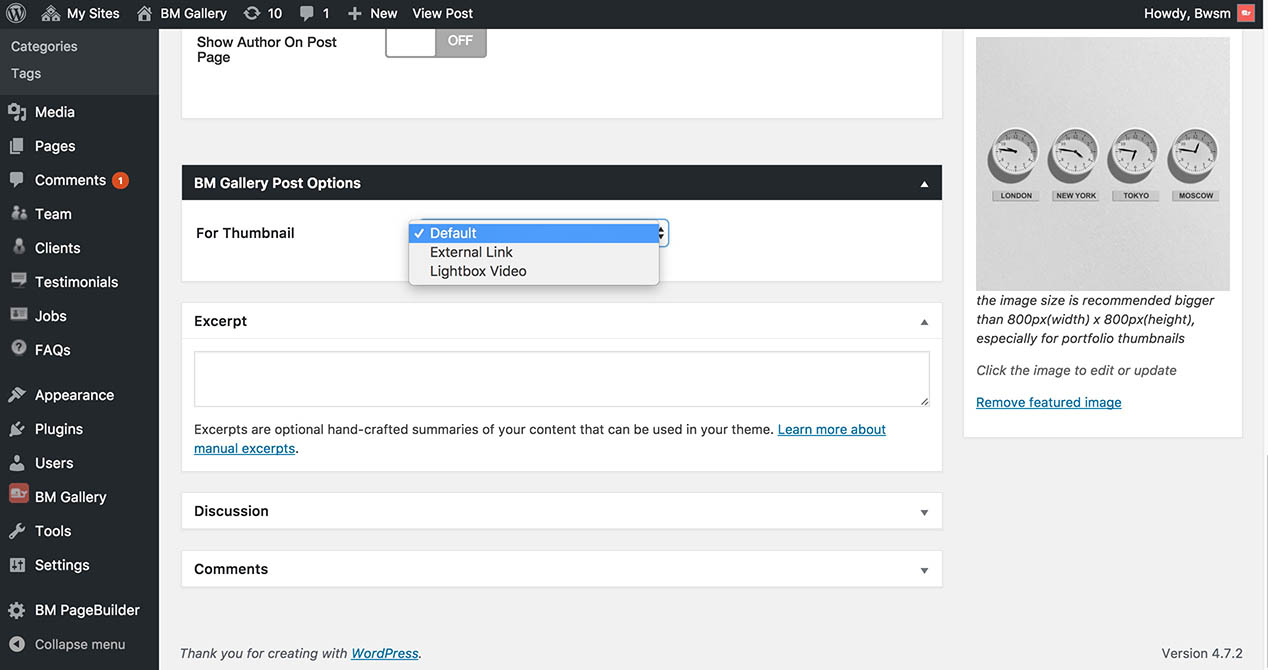 My Sites
BM Gallery
10
1
New
View Post
Howdy, Bwsm
Categories
Tags
Media
Pages
Comments 1
Team
Clients
Testimonials
Jobs
FAQs
Appearance
Plugins
Users
BM Gallery
Tools
Settings
BM PageBuilder
Collapse menu
Show Author On Post
Page
OFF
BM Gallery Post Options
For Thumbnail
✓ Default
External Link
Lightbox Video
Excerpt
Excerpts are optional hand-crafted summaries of your content that can be used in your theme. Learn more about
manual excerpts.
Discussion
Comments
LONDON
NEW YORK
TOKYO
MOSCOW
the image size is recommended bigger
than 800px(width) x 800px(height),
especially for portfolio thumbnails
Click the image to edit or update
Remove featured image
Thank you for creating with WordPress.
Version 4.7.2